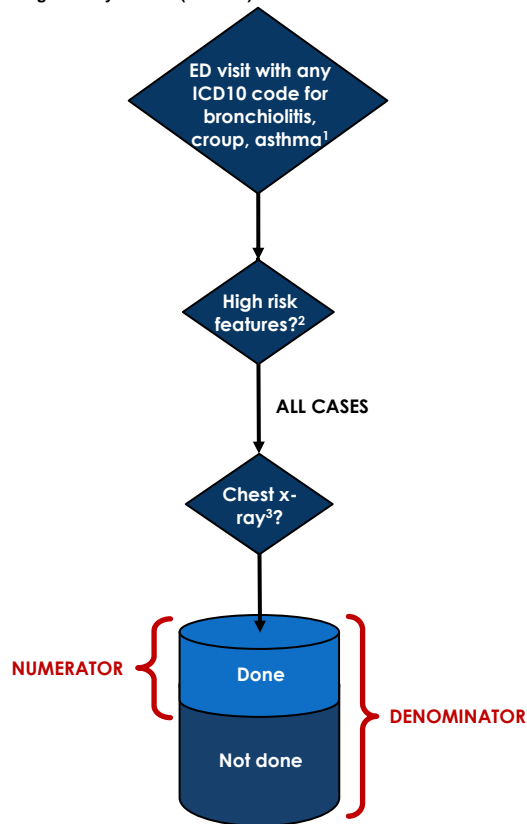 ED visit with any
ICD10 code for
bronchiolitis,
croup, asthma¹
High risk
features?²
ALL CASES
Chest x-
ray³?
NUMERATOR
Done
DENOMINATOR
Not done